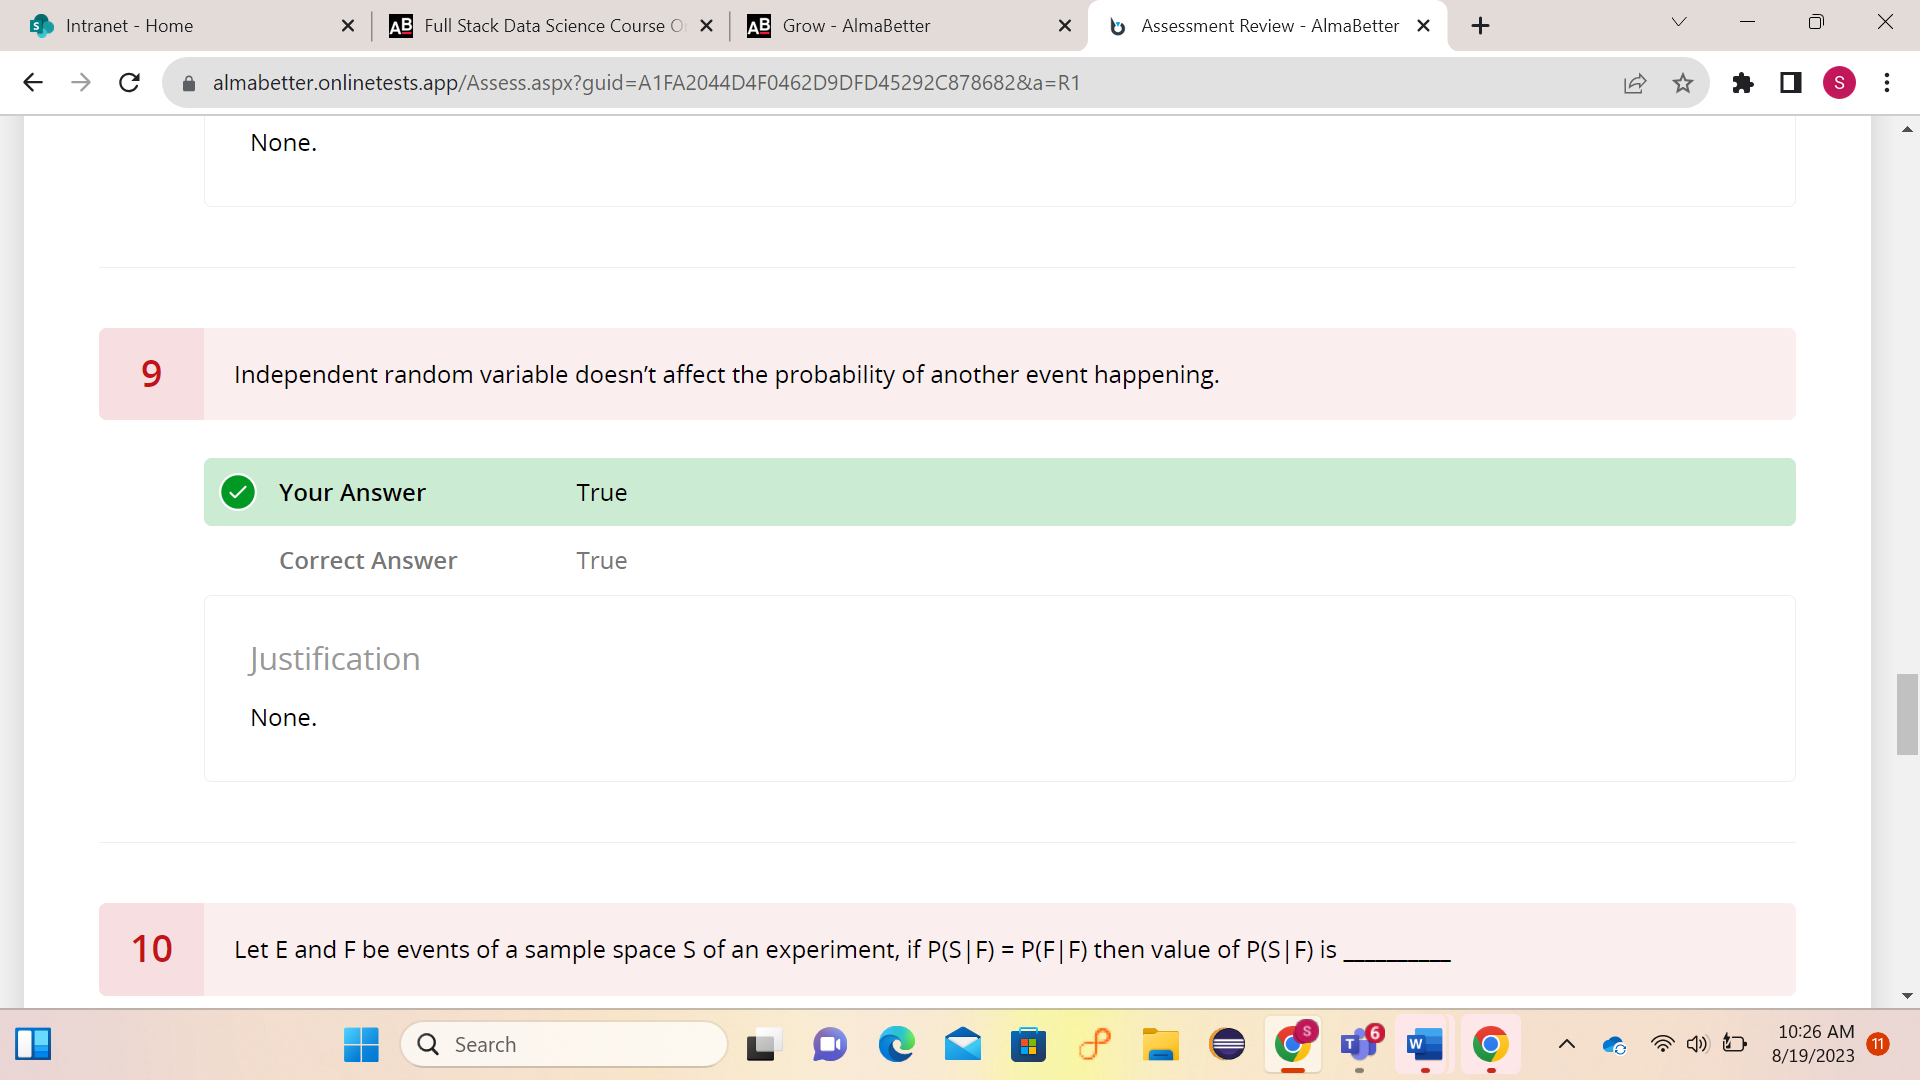 Intranet - Home
Full Stack Data Science Course O
Grow - AlmaBetter
Assessment Review - AlmaBetter
almabetter.onlinetests.app/Assess.aspx?guid=A1FA2044D4F0462D9DFD45292C878682&a=R1
S
None.
9
Independent random variable doesn’t affect the probability of another event happening.
Your Answer True
Correct Answer True
Justification
None.
10
Let E and F be events of a sample space S of an experiment, if P(S|F) = P(F|F) then value of P(S|F) is __________
Search
S
6
10:26 AM
8/19/2023
11